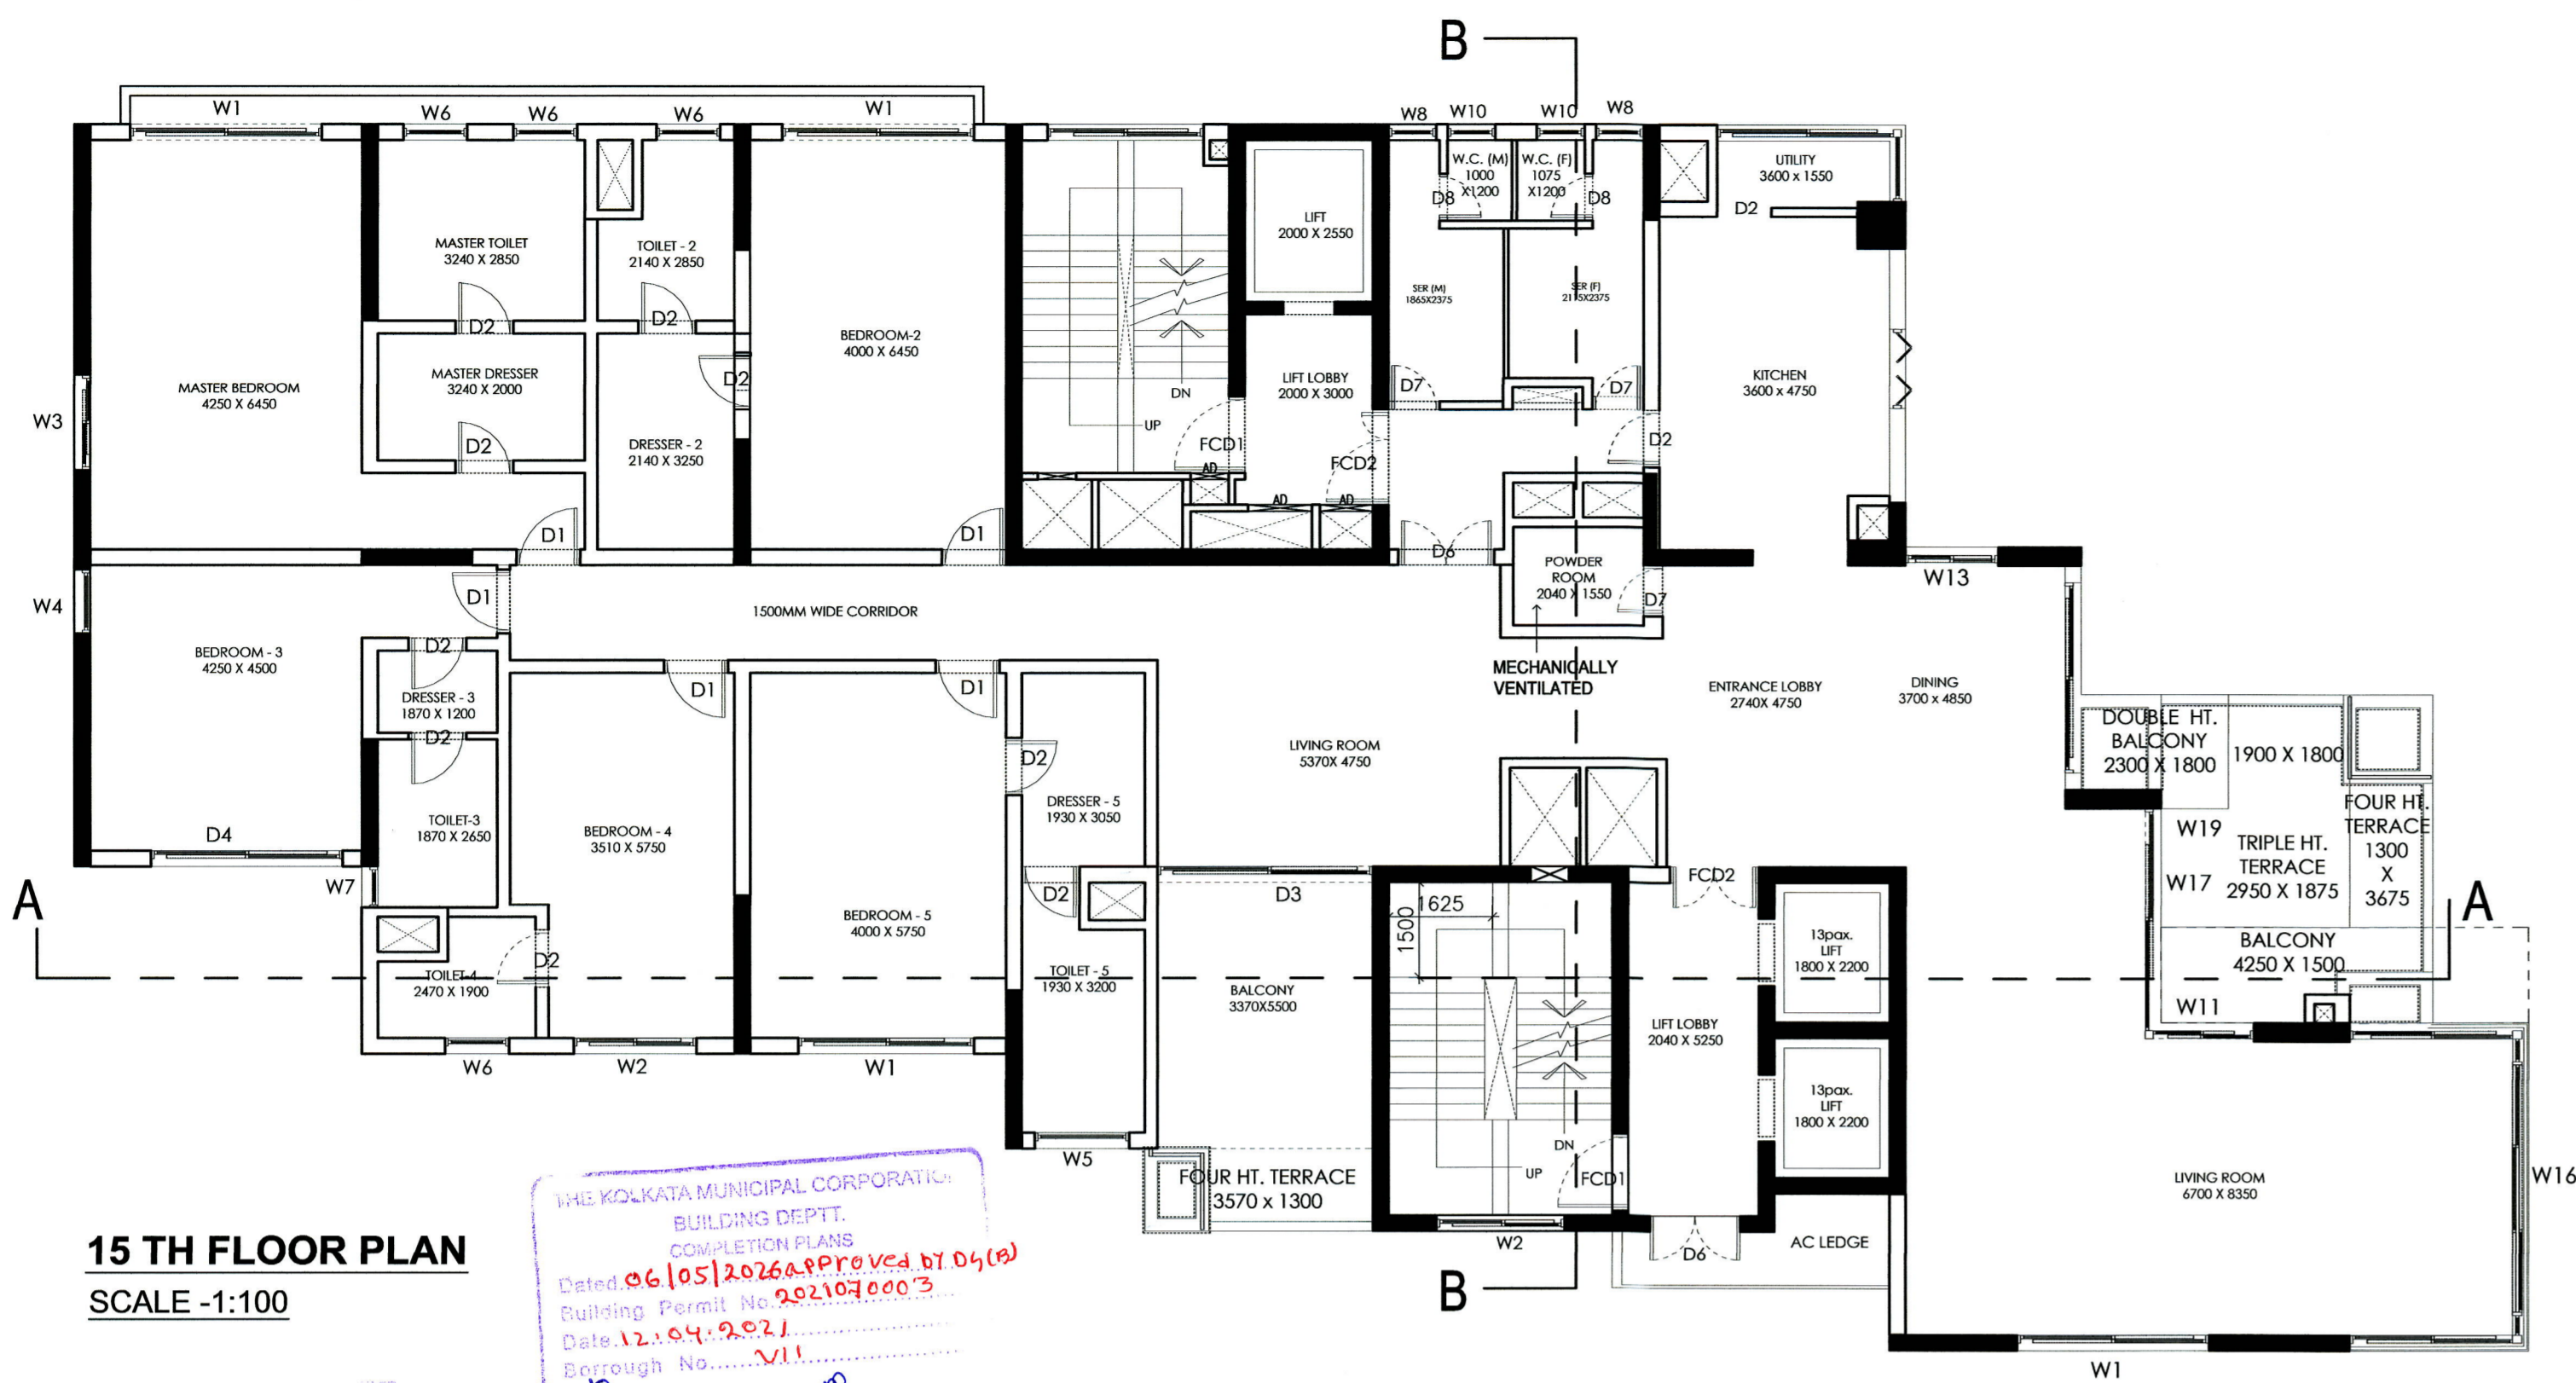 B
W1
W6
W6
W6
W1
W8
W10
W10
W8
MASTER TOILET
3240 X 2850
TOILET - 2
2140 X 2850
LIFT
2000 X 2550
W.C. (M)
1000
X1200
W.C. (F)
1075
X1200
D8
D8
UTILITY
3600 x 1550
D2
D2
D2
BEDROOM-2
4000 X 6450
SER (M)
1865X2375
SER (F)
2115X2375
MASTER BEDROOM
4250 X 6450
MASTER DRESSER
3240 X 2000
D2
DN
LIFT LOBBY
2000 X 3000
D7
D7
KITCHEN
3600 x 4750
W3
D2
DRESSER - 2
2140 X 3250
UP
FCD1
FCD2
D2
AD
AD
AD
D1
D1
D6
POWDER
ROOM
2040 X 1550
D7
W13
W4
D1
1500MM WIDE CORRIDOR
BEDROOM - 3
4250 X 4500
D2
DRESSER - 3
1870 X 1200
D2
D1
D1
MECHANICALLY
VENTILATED
ENTRANCE LOBBY
2740X 4750
DINING
3700 x 4850
LIVING ROOM
5370X 4750
D2
DOUBLE HT.
BALCONY
2300 X 1800
1900 X 1800
DRESSER - 5
1930 X 3050
FOUR HT.
TERRACE
1300
X
3675
D4
TOILET-3
1870 X 2650
BEDROOM - 4
3510 X 5750
W19
TRIPLE HT.
TERRACE
2950 X 1875
W17
A
W7
BEDROOM - 5
4000 X 5750
D2
D3
1625
1500
FCD2
13pax.
LIFT
1800 X 2200
A
BALCONY
4250 X 1500
D2
TOILET-4
2470 X 1900
TOILET - 5
1930 X 3200
BALCONY
3370X5500
LIFT LOBBY
2040 X 5250
W11
W6
W2
W1
13pax.
LIFT
1800 X 2200
W5
DN
UP
FCD1
FOUR HT. TERRACE
3570 x 1300
LIVING ROOM
6700 X 8350
W16
W2
D6
AC LEDGE
B
W1
15 TH FLOOR PLAN
SCALE -1:100
THE KOLKATA MUNICIPAL CORPORATIO
BUILDING DEPTT.
COMPLETION PLANS
Dated 06/05/2026 approved by DG(B)
Building Permit No. 2021070003
Date. 12.04.2021
Borrough No. VII